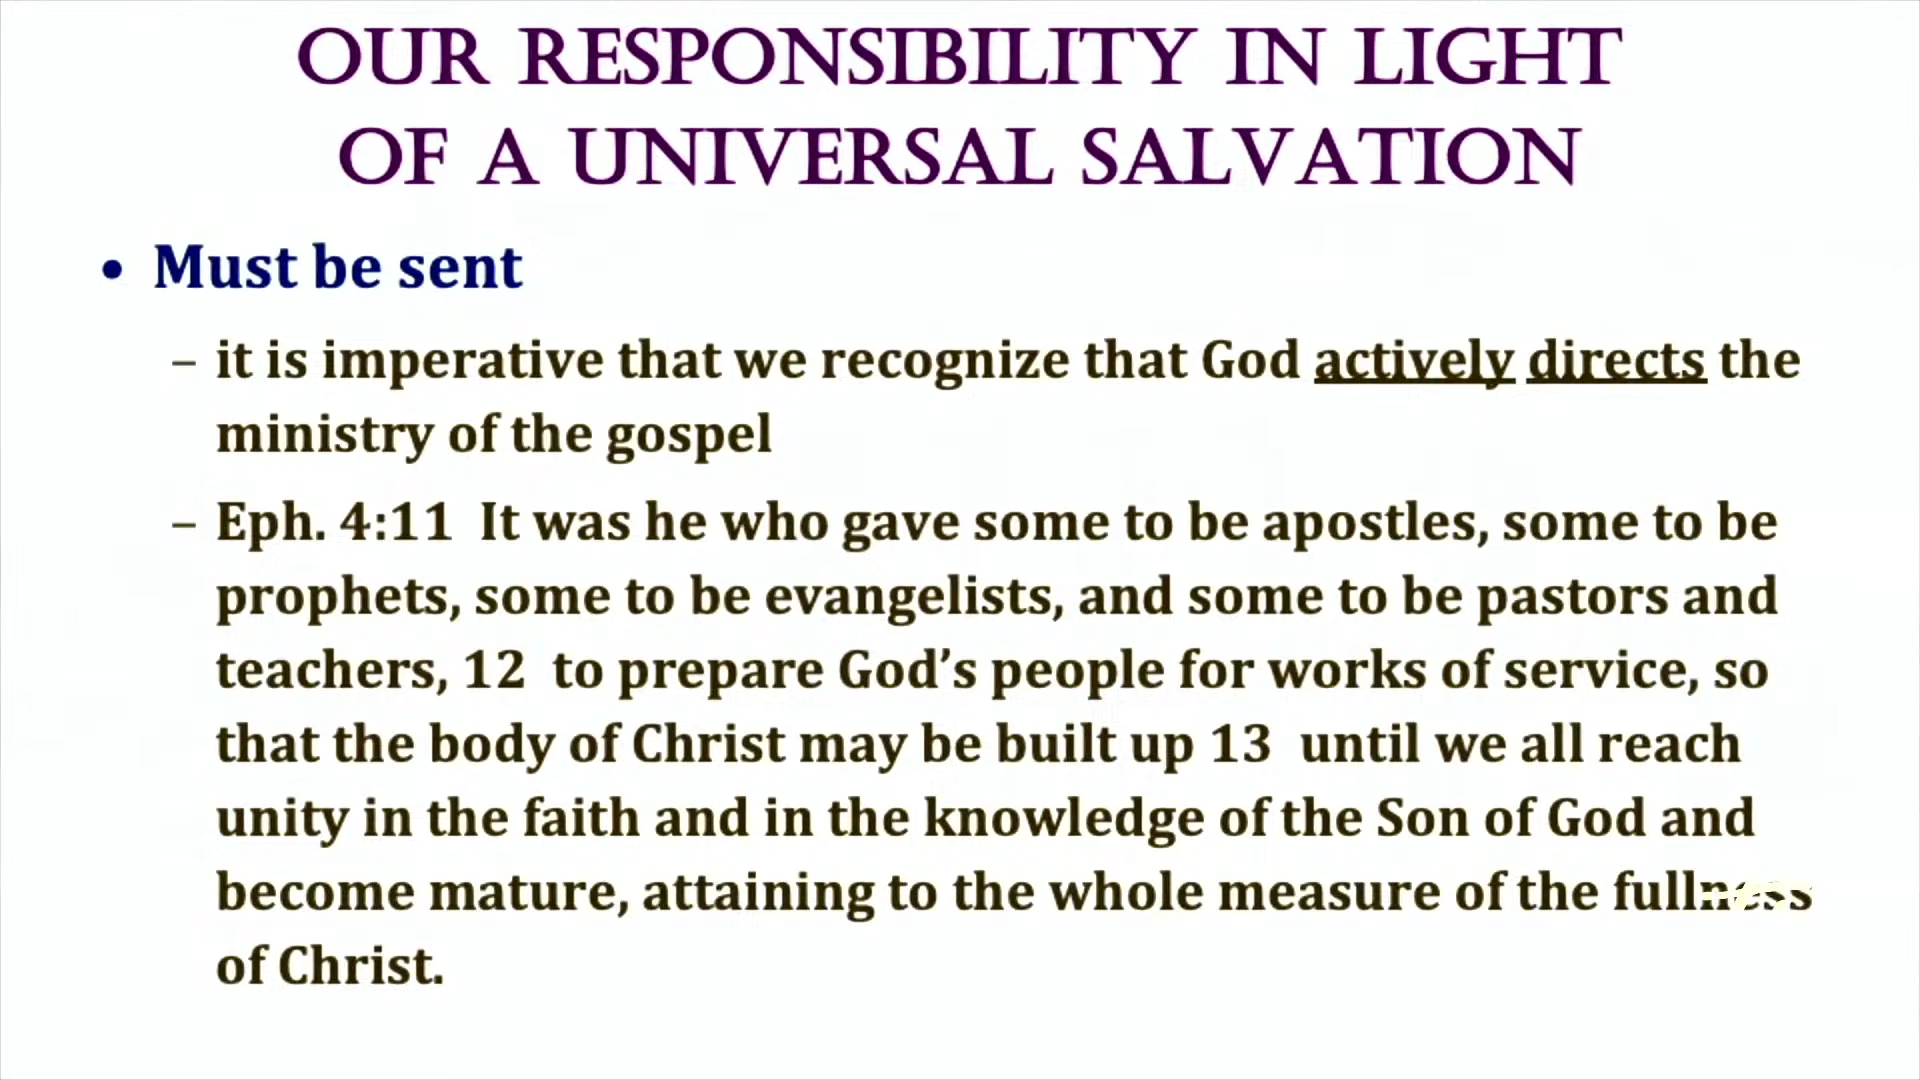 OUR RESPONSIBILITY IN LIGHT
OF A UNIVERSAL SALVATION
• Must be sent
– it is imperative that we recognize that God actively directs the
ministry of the gospel
– Eph. 4:11 It was he who gave some to be apostles, some to be
prophets, some to be evangelists, and some to be pastors and
teachers, 12 to prepare God’s people for works of service, so
that the body of Christ may be built up 13 until we all reach
unity in the faith and in the knowledge of the Son of God and
become mature, attaining to the whole measure of the fullness
of Christ.